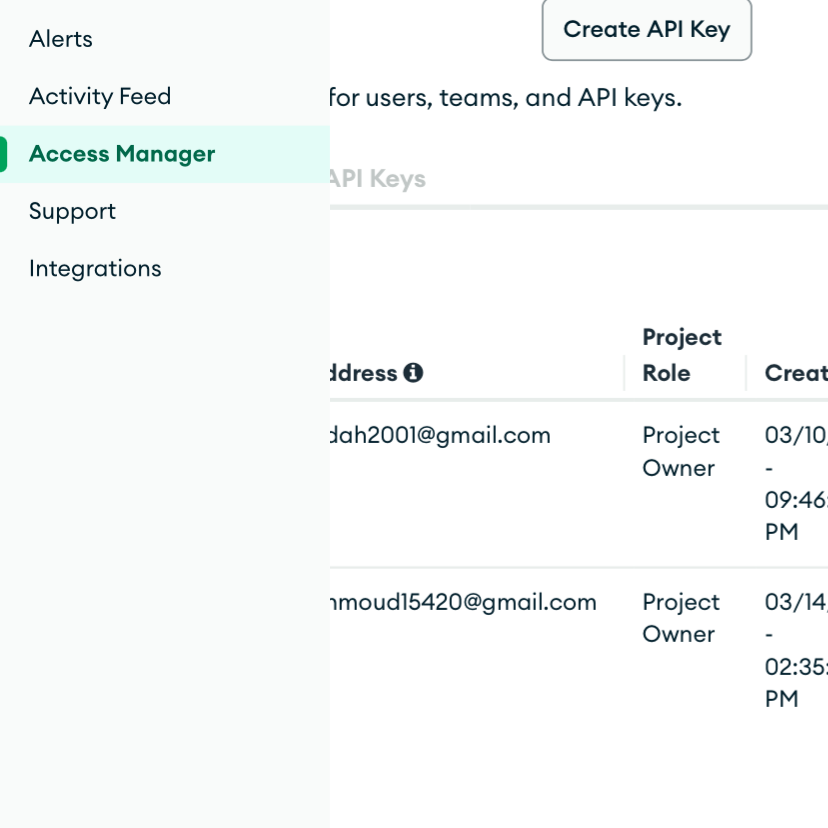 Alerts
Activity Feed
Access Manager
Support
Integrations
Create API Key
for users, teams, and API keys.
API Keys
ddress
Project
Role
Creat
dah2001@gmail.com
Project
Owner
03/10/
-
09:46:
PM
hmoud15420@gmail.com
Project
Owner
03/14/
-
02:35:
PM